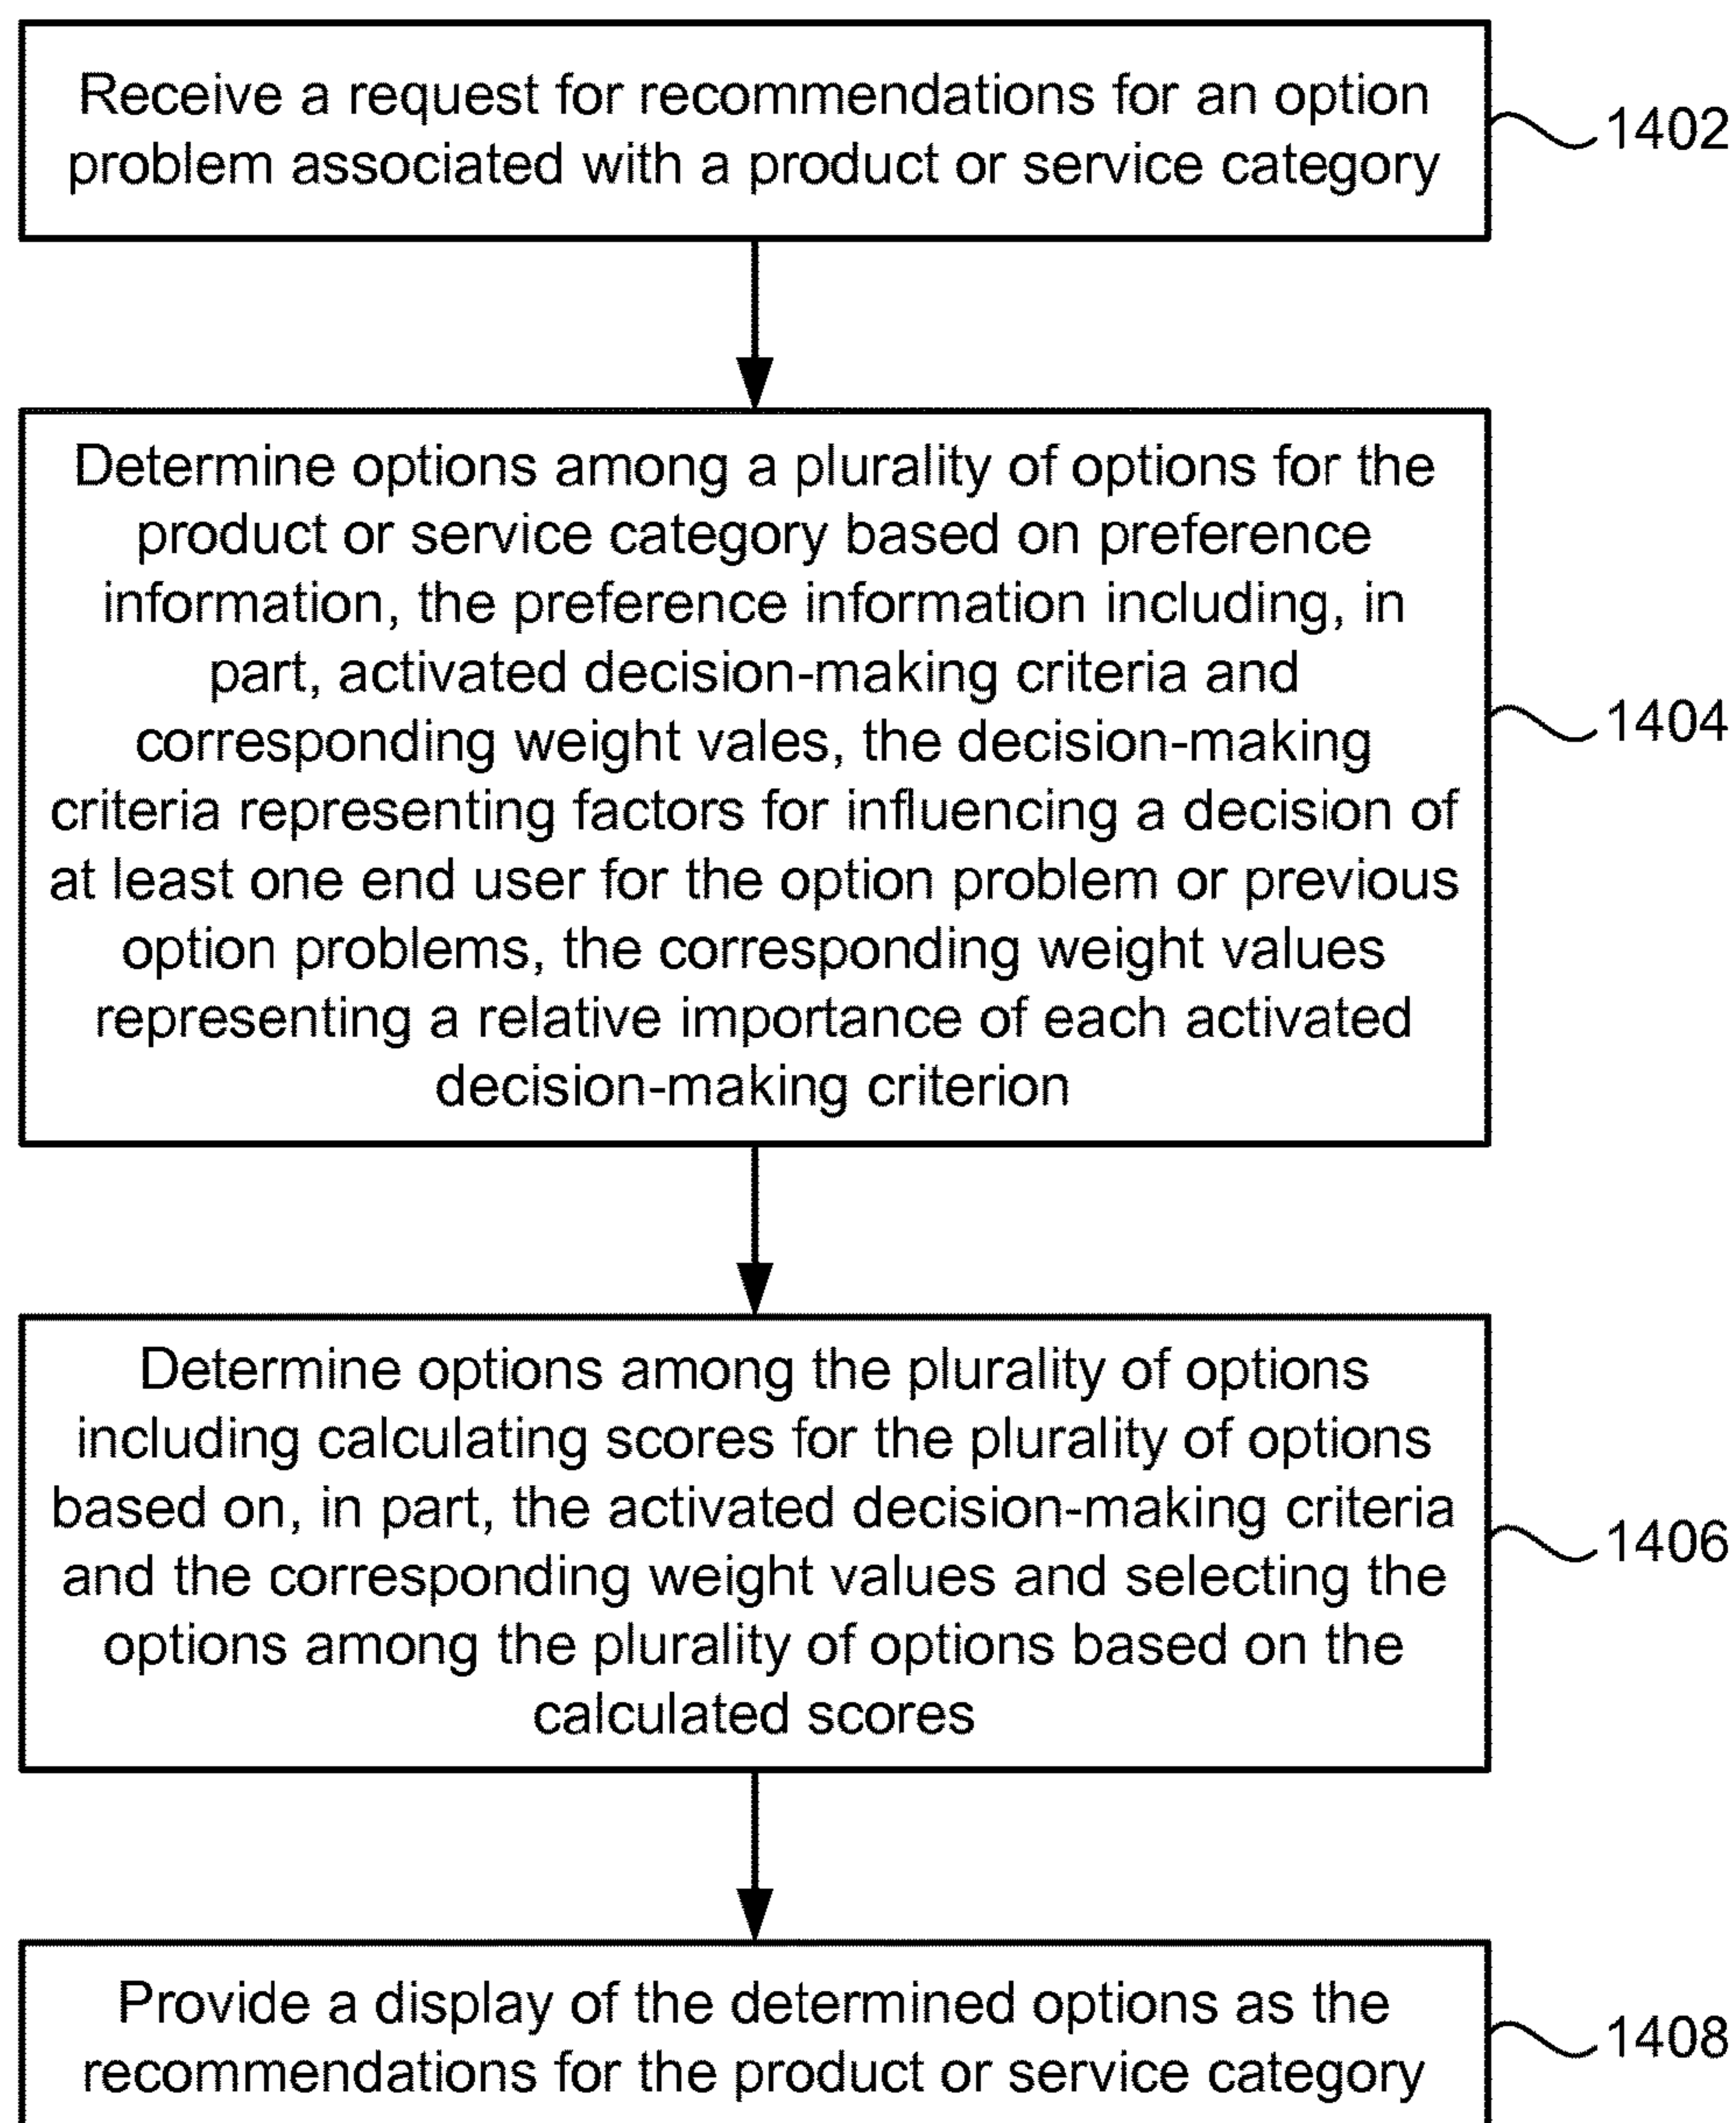 Receive a request for recommendations for an option
problem associated with a product or service category
1402
Determine options among a plurality of options for the
product or service category based on preference
information, the preference information including, in
part, activated decision-making criteria and
corresponding weight vales, the decision-making
criteria representing factors for influencing a decision of
at least one end user for the option problem or previous
option problems, the corresponding weight values
representing a relative importance of each activated
decision-making criterion
1404
Determine options among the plurality of options
including calculating scores for the plurality of options
based on, in part, the activated decision-making criteria
and the corresponding weight values and selecting the
options among the plurality of options based on the
calculated scores
1406
Provide a display of the determined options as the
recommendations for the product or service category
1408